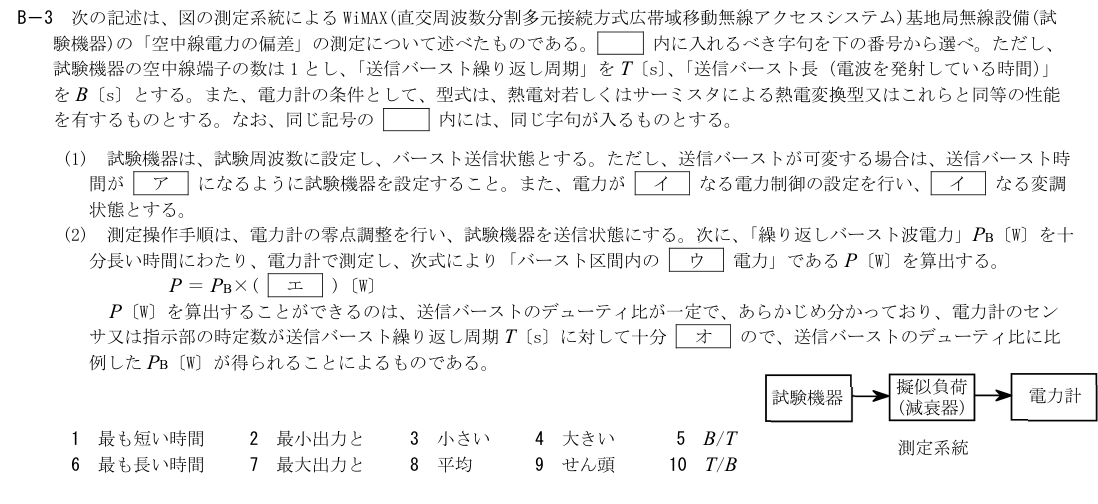 B－3 次の記述は、図の測定系統による WiMAX(直交周波数分割多元接続方式広帯域移動無線アクセスシステム)基地局無線設備(試
験機器)の「空中線電力の偏差」の測定について述べたものである。 内に入れるべき字句を下の番号から選べ。ただし、
試験機器の空中線端子の数は１とし、「送信バースト繰り返し周期」を T〔s〕、「送信バースト長（電波を発射している時間）」
を B〔s〕とする。また、電力計の条件として、型式は、熱電対若しくはサーミスタによる熱電変換型又はこれらと同等の性能
を有するものとする。なお、同じ記号の 内には、同じ字句が入るものとする。
(1) 試験機器は、試験周波数に設定し、バースト送信状態とする。ただし、送信バーストが可変する場合は、送信バースト時
間が ア になるように試験機器を設定すること。また、電力が イ なる電力制御の設定を行い、 イ なる変調
状態とする。
(2) 測定操作手順は、電力計の零点調整を行い、試験機器を送信状態にする。次に、「繰り返しバースト波電力」PB〔W〕を十
分長い時間にわたり、電力計で測定し、次式により「バースト区間内の ウ 電力」である P〔W〕を算出する。
P = PB×( エ )〔W〕
P〔W〕を算出することができるのは、送信バーストのデューティ比が一定で、あらかじめ分かっており、電力計のセン
サ又は指示部の時定数が送信バースト繰り返し周期 T〔s〕に対して十分 オ ので、送信バーストのデューティ比に比
例した PB〔W〕が得られることによるものである。
試験機器 擬似負荷(減衰器) 電力計
測定系統
1 最も短い時間 2 最小出力と 3 小さい 4 大きい 5 B/T
6 最も長い時間 7 最大出力と 8 平均 9 せん頭 10 T/B